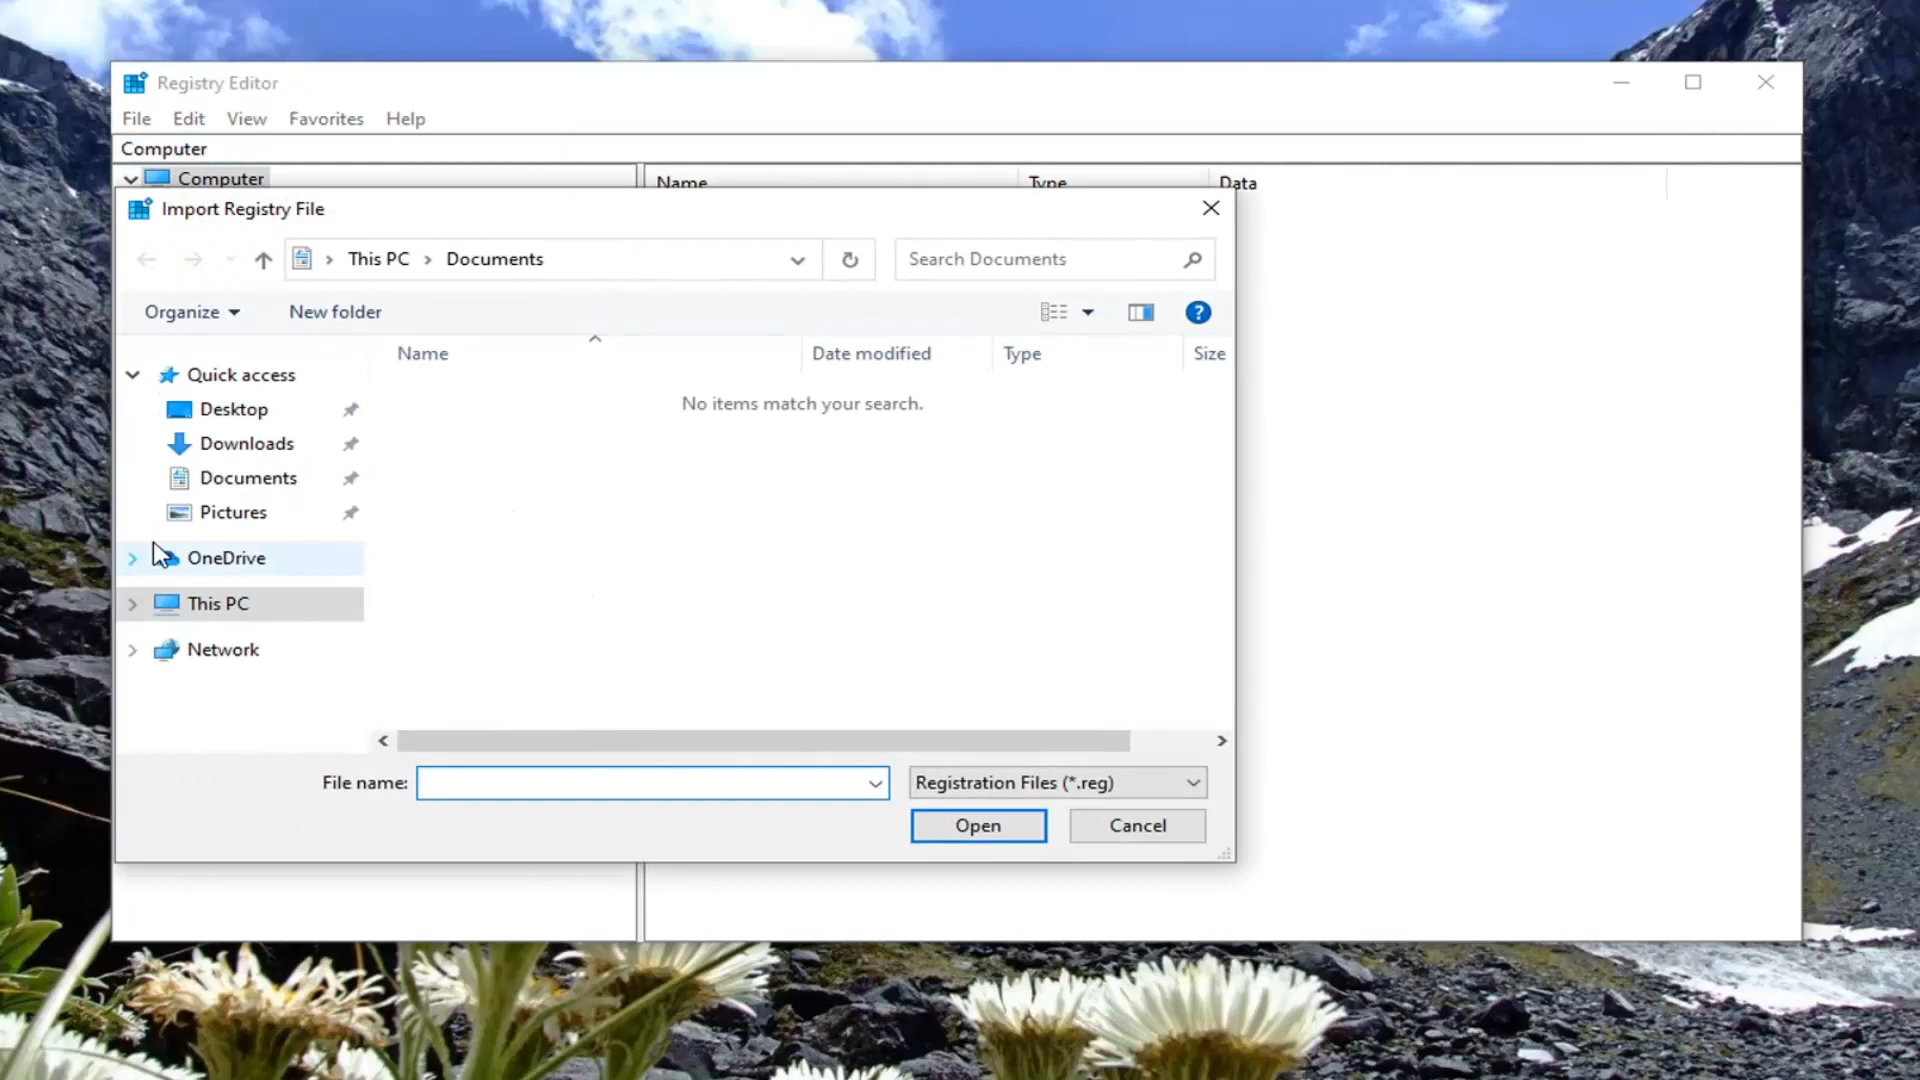 Registry Editor
File Edit View Favorites Help
Computer
Computer
Name Type Data
Import Registry File
This PC Documents
Search Documents
Organize New folder
?
Name Date modified Type Size
No items match your search.
Quick access
Desktop
Downloads
Documents
Pictures
OneDrive
This PC
Network
File name:
Registration Files (*.reg)
Open Cancel